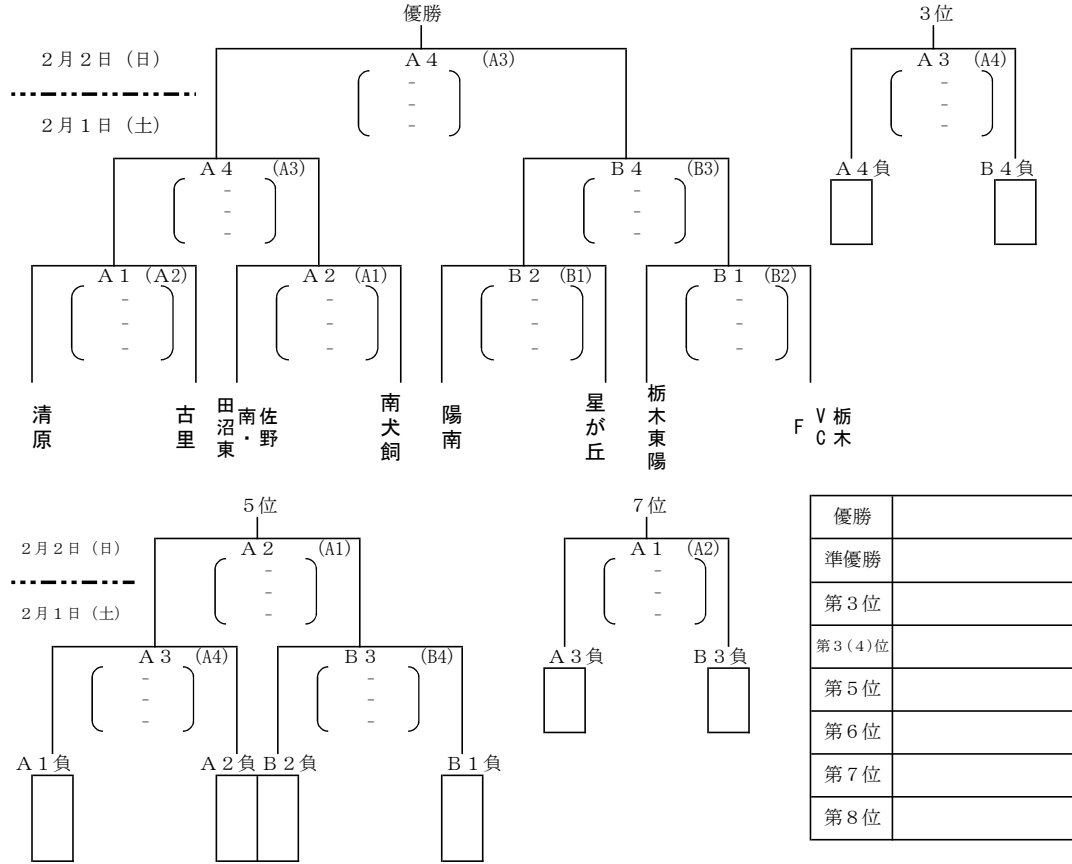 優勝
2月2日（日）
A4 (A3)
-
-
-
2月1日（土）
3位
A3 (A4)
-
-
-
A4負 B4負
A4 (A3)
-
-
-
B4 (B3)
-
-
-
A1 (A2)
-
-
-
A2 (A1)
-
-
-
B2 (B1)
-
-
-
B1 (B2)
-
-
-
清原
古里
佐野
南・
田沼東
南犬飼
陽南
星が丘
栃木東陽
栃木
VC
F
5位
2月2日（日）
A2 (A1)
-
-
-
2月1日（土）
A3 (A4)
-
-
-
B3 (B4)
-
-
-
A1負 A2負 B2負 B1負
7位
A1 (A2)
-
-
-
A3負 B3負
優勝
準優勝
第3位
第3(4)位
第5位
第6位
第7位
第8位